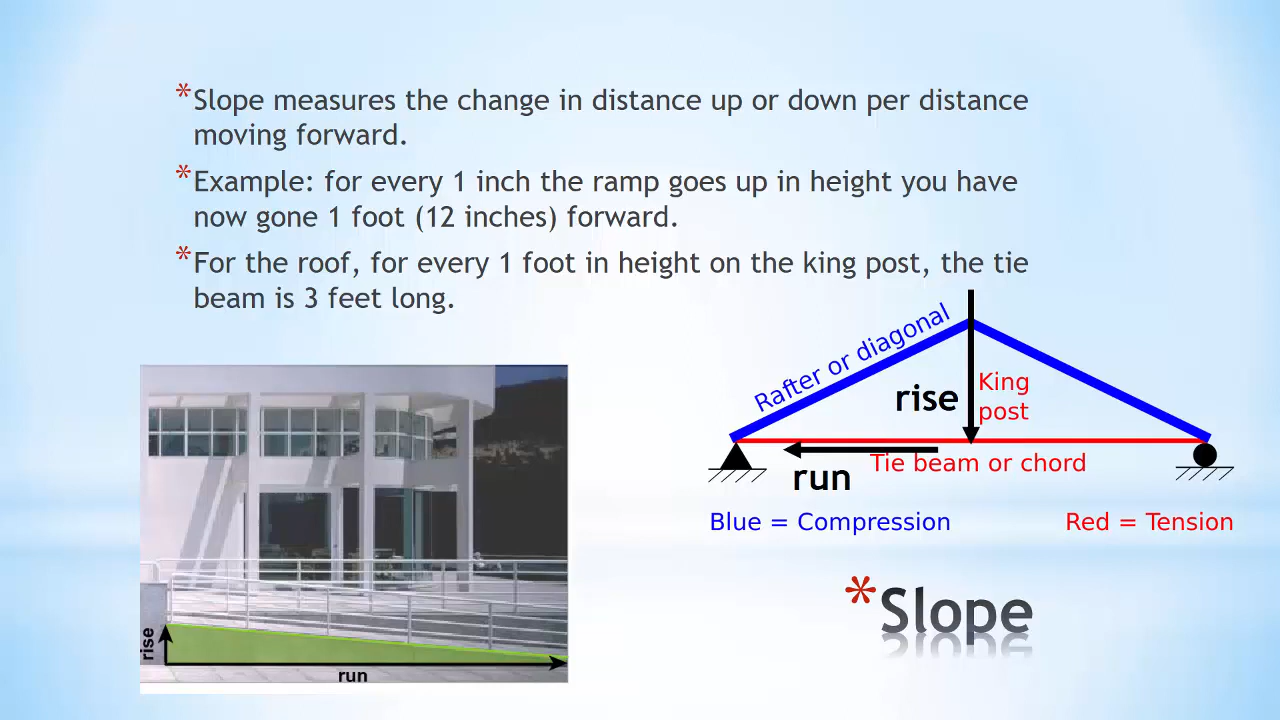 *Slope measures the change in distance up or down per distance
moving forward.
*Example: for every 1 inch the ramp goes up in height you have
now gone 1 foot (12 inches) forward.
*For the roof, for every 1 foot in height on the king post, the tie
beam is 3 feet long.
Rafter or diagonal
rise
King
post
Tie beam or chord
run
Blue = Compression
Red = Tension
*Slope
rise
run